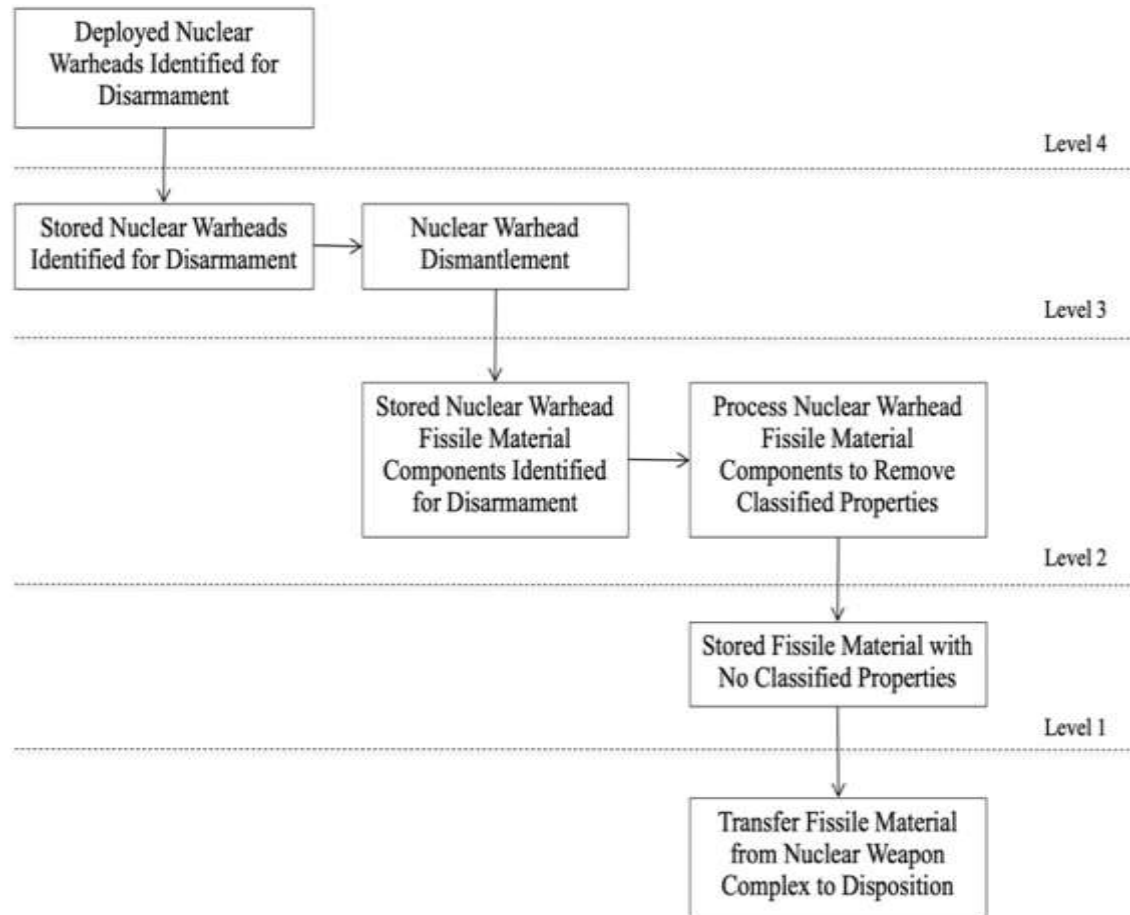 Deployed Nuclear
Warheads Identified for
Disarmament
Level 4
Stored Nuclear Warheads
Identified for Disarmament
Nuclear Warhead
Dismantlement
Level 3
Stored Nuclear Warhead
Fissile Material
Components Identified
for Disarmament
Process Nuclear Warhead
Fissile Material
Components to Remove
Classified Properties
Level 2
Stored Fissile Material with
No Classified Properties
Level 1
Transfer Fissile Material
from Nuclear Weapon
Complex to Disposition